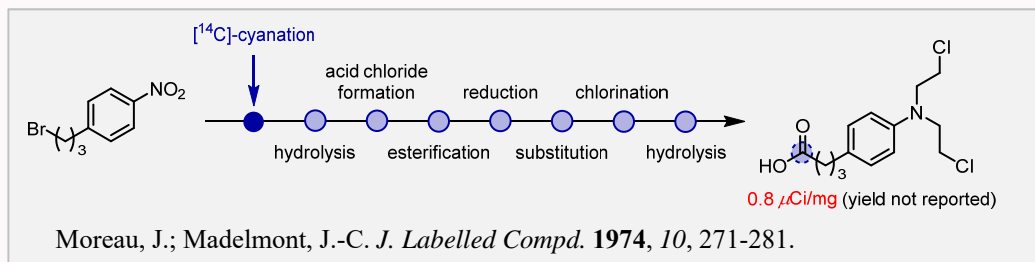 [14C]-cyanation
acid chloride
formation
reduction
chlorination
hydrolysis
esterification
substitution
hydrolysis
NO2
Br
3
Cl
N
O
HO
3
Cl
0.8 μCi/mg (yield not reported)
Moreau, J.; Madelmont, J.-C. J. Labelled Compd. 1974, 10, 271-281.